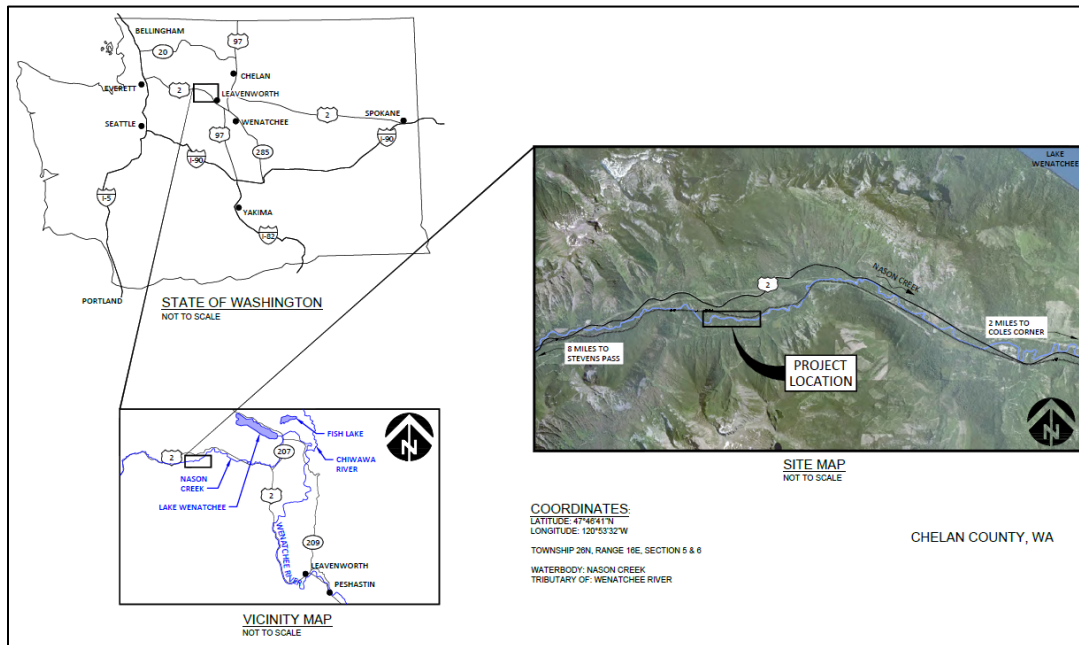 BELLINGHAM
97
20
CHELAN
EVERETT
2
LEAVENWORTH
2
SPOKANE
SEATTLE
97
WENATCHEE
I-90
I-90
285
I-5
YAKIMA
I-82
PORTLAND
STATE OF WASHINGTON
NOT TO SCALE
LAKE
WENATCHEE
2
NASON CREEK
2 MILES TO
COLES CORNER
8 MILES TO
STEVENS PASS
PROJECT
LOCATION
N
SITE MAP
NOT TO SCALE
N
FISH LAKE
2
207
CHIWAWA
RIVER
NASON
CREEK
2
LAKE WENATCHEE
WENATCHEE RIVER
209
LEAVENWORTH
PESHASTIN
VICINITY MAP
NOT TO SCALE
COORDINATES:
LATITUDE: 47°46'41"N
LONGITUDE: 120°53'32"W
TOWNSHIP 26N, RANGE 16E, SECTION 5 & 6
WATERBODY: NASON CREEK
TRIBUTARY OF: WENATCHEE RIVER
CHELAN COUNTY, WA